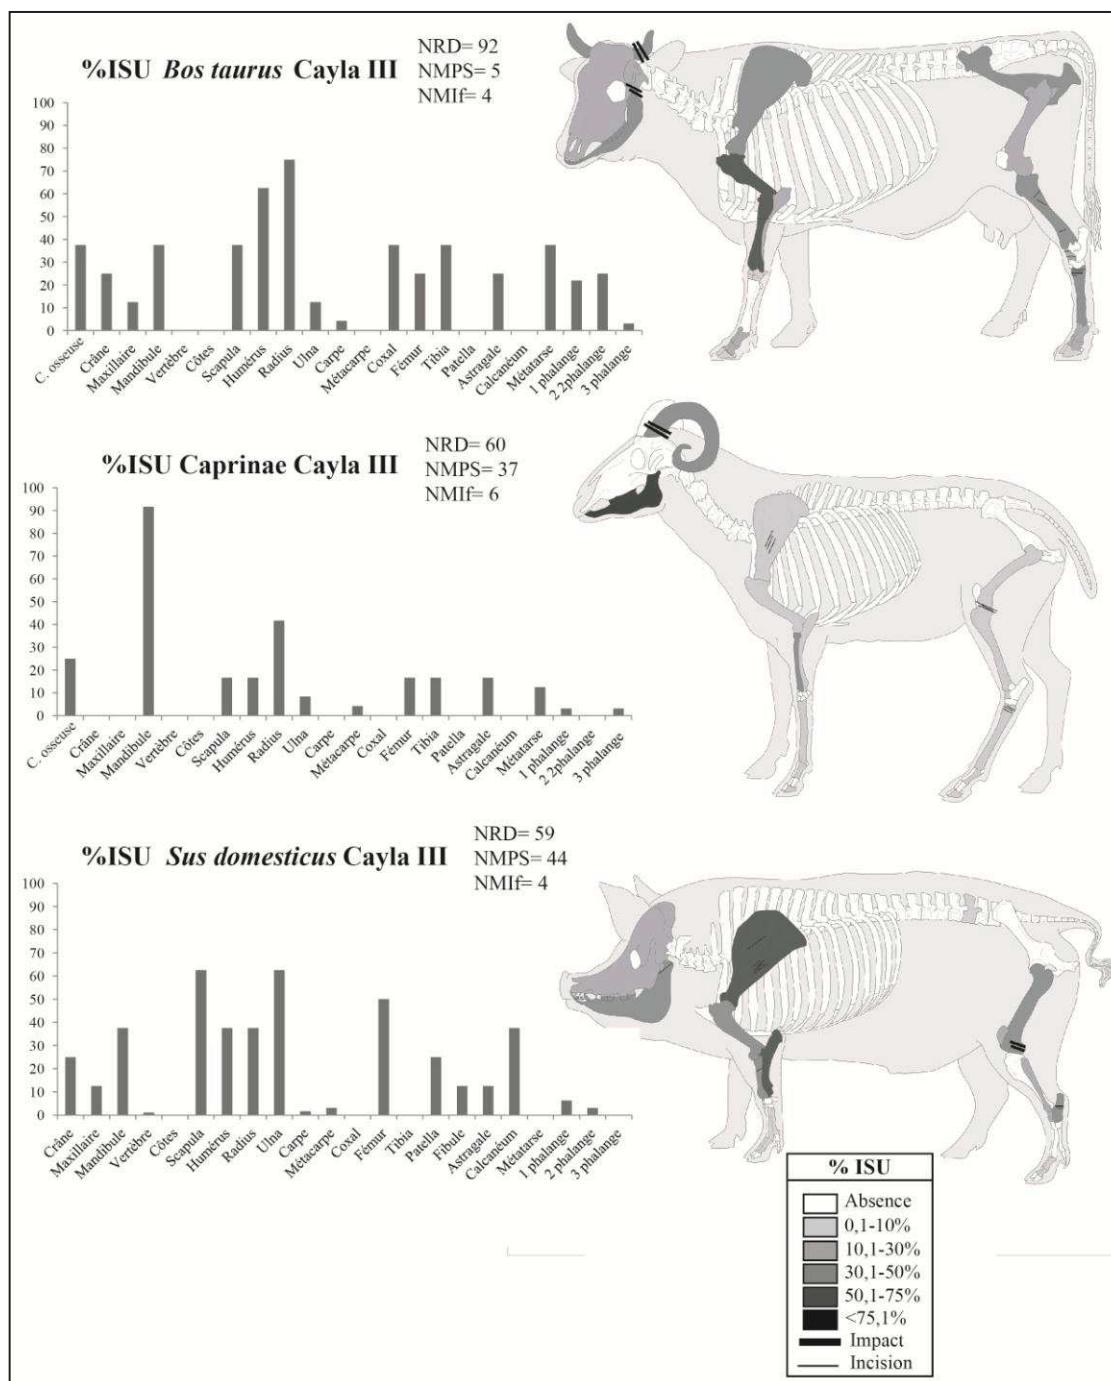 %ISU Bos taurus Cayla III
NRD= 92
NMPS= 5
NMIf= 4
100
90
80
70
60
50
40
30
20
10
0
C. osseuse
Crâne
Maxillaire
Mandibule
Vertèbre
Côtes
Scapula
Humérus
Radius
Ulna
Carpe
Métacarpe
Coxal
Fémur
Tibia
Patella
Astragale
Calcanéum
Métatarse
1 phalange
2 2phalange
3 phalange
%ISU Caprinae Cayla III
NRD= 60
NMPS= 37
NMIf= 6
100
90
80
70
60
50
40
30
20
10
0
C. osseuse
Crâne
Maxillaire
Mandibule
Vertèbre
Côtes
Scapula
Humérus
Radius
Ulna
Carpe
Métacarpe
Coxal
Fémur
Tibia
Patella
Astragale
Calcanéum
Métatarse
1 phalange
2 2phalange
3 phalange
%ISU Sus domesticus Cayla III
NRD= 59
NMPS= 44
NMIf= 4
100
90
80
70
60
50
40
30
20
10
0
Crâne
Maxillaire
Mandibule
Vertèbre
Côtes
Scapula
Humérus
Radius
Ulna
Carpe
Métacarpe
Coxal
Fémur
Tibia
Patella
Fibule
Astragale
Calcanéum
Métatarse
1 phalange
2 phalange
3 phalange
% ISU
Absence
0,1-10%
10,1-30%
30,1-50%
50,1-75%
<75,1%
Impact
Incision